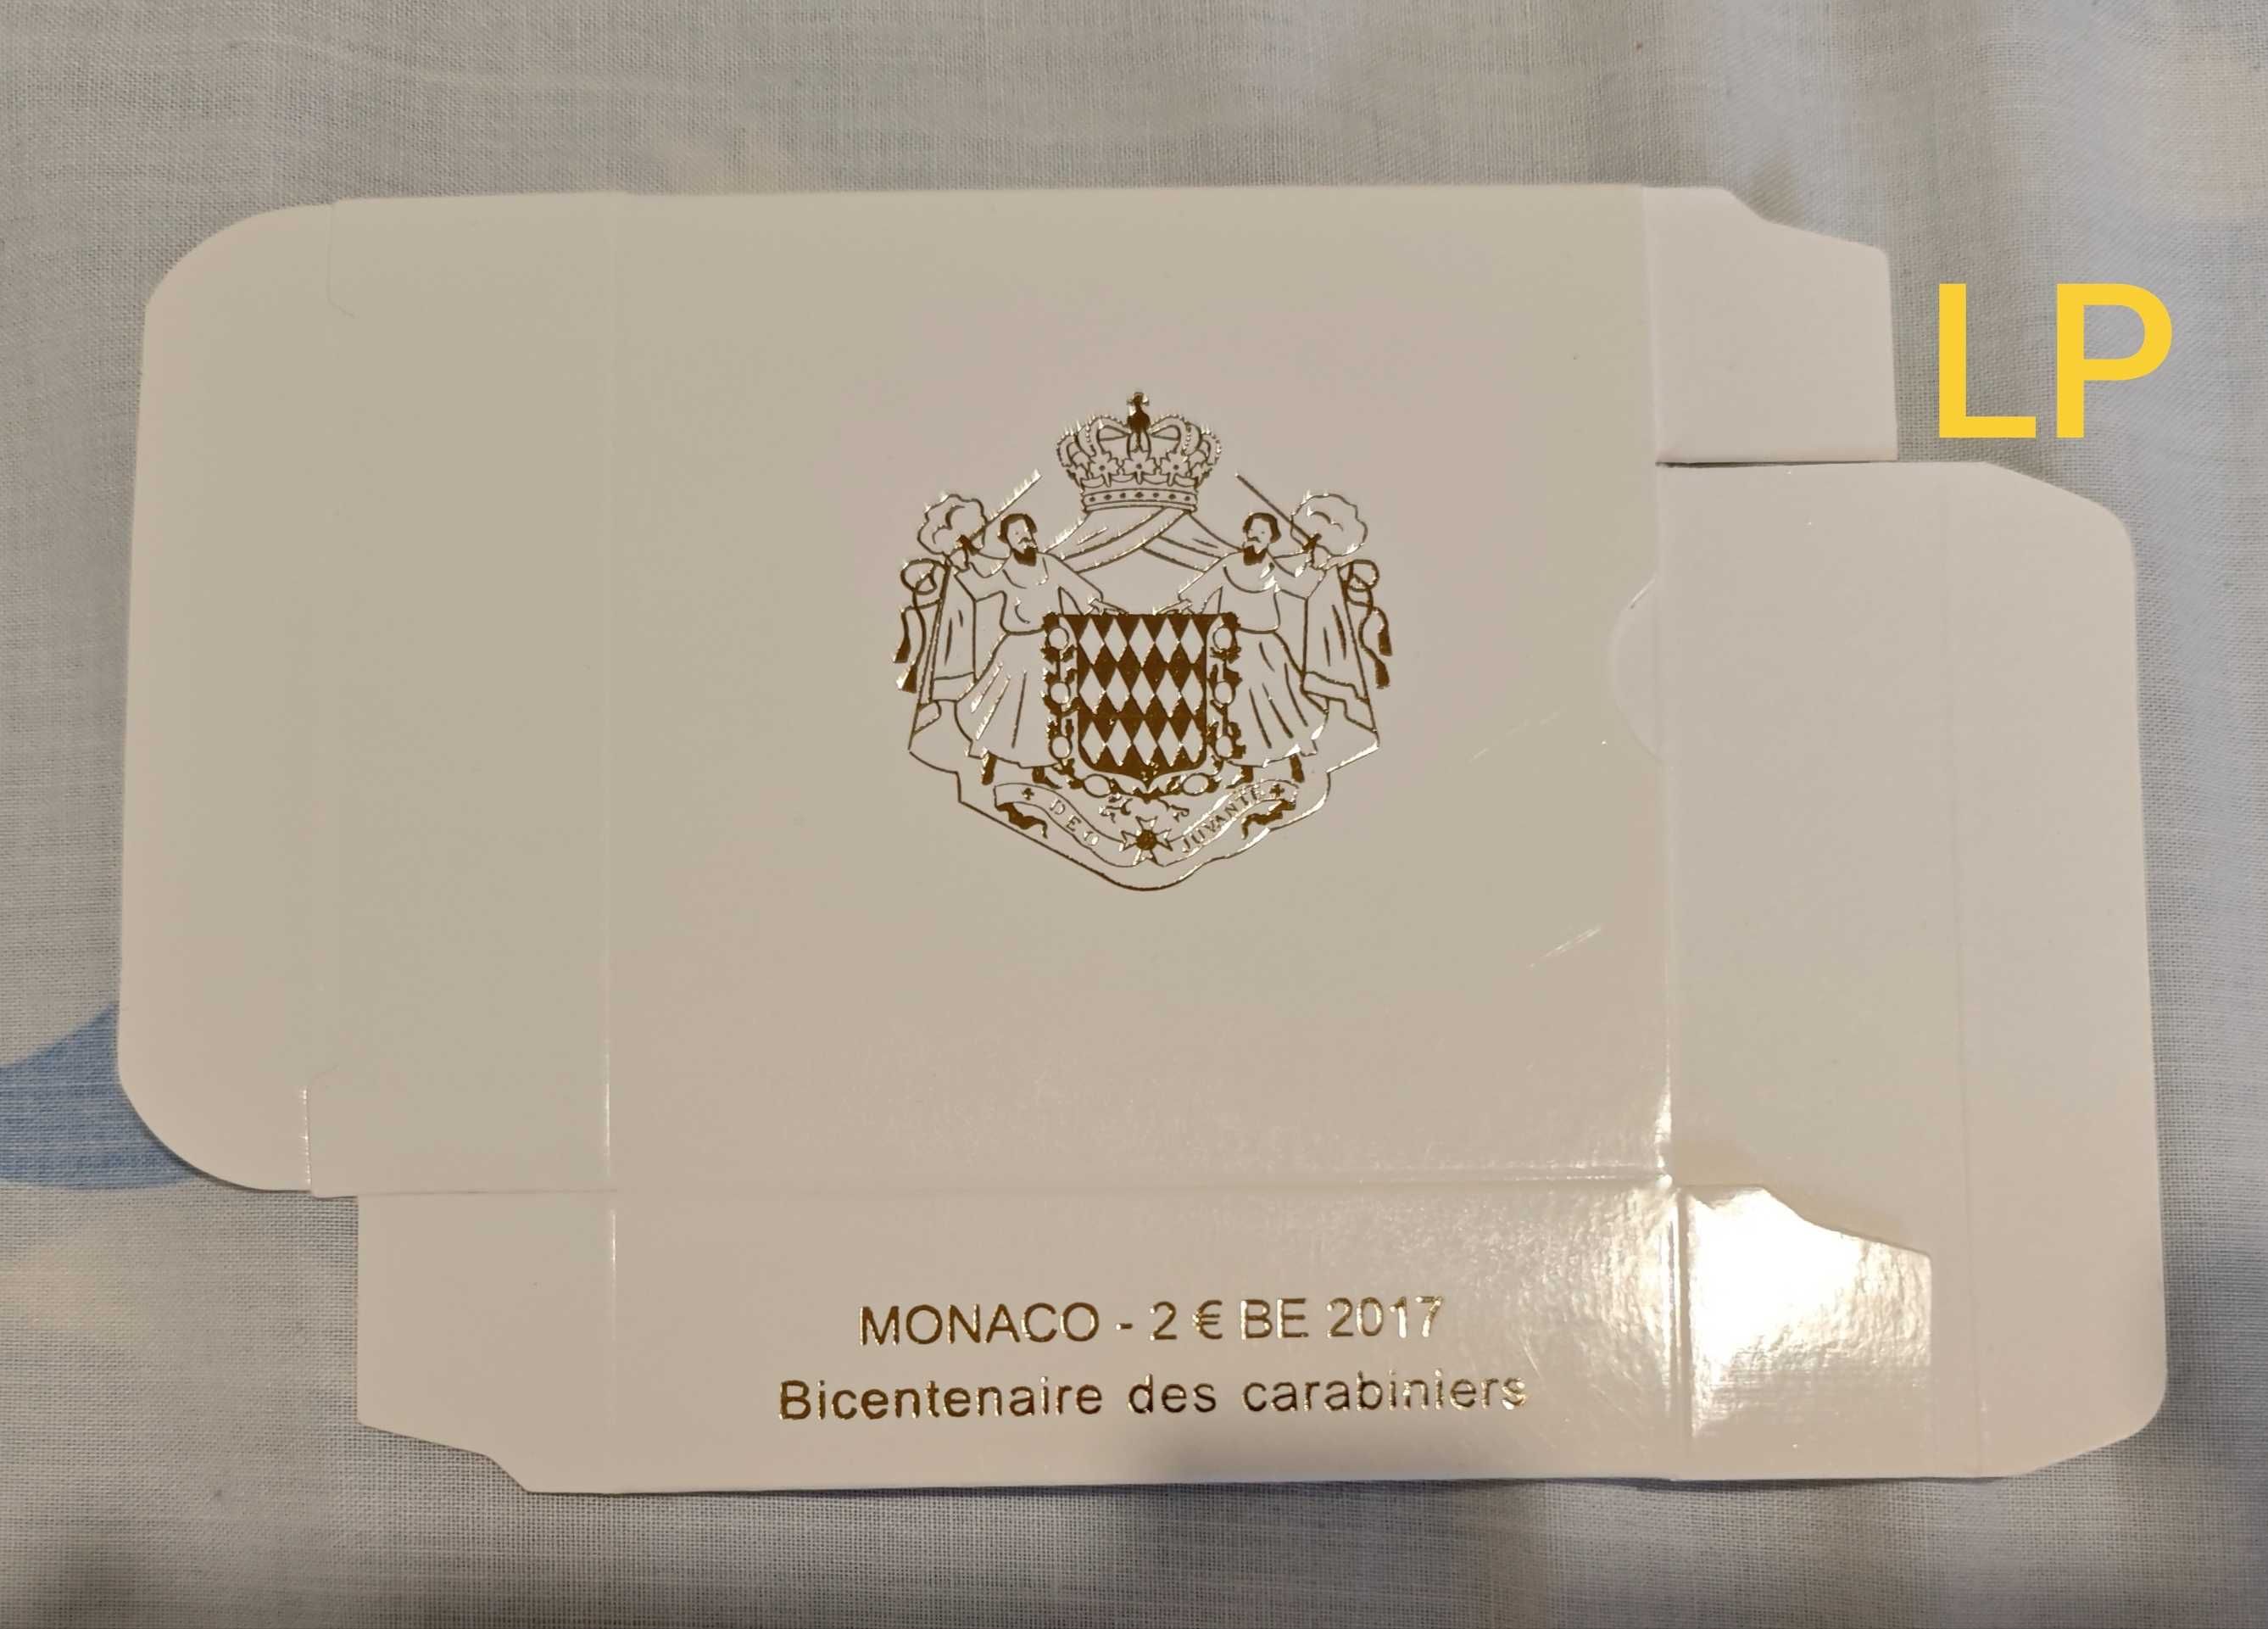 LP
DEO JUVANTE
MONACO - 2 € BE 2017
Bicentenaire des carabiniers